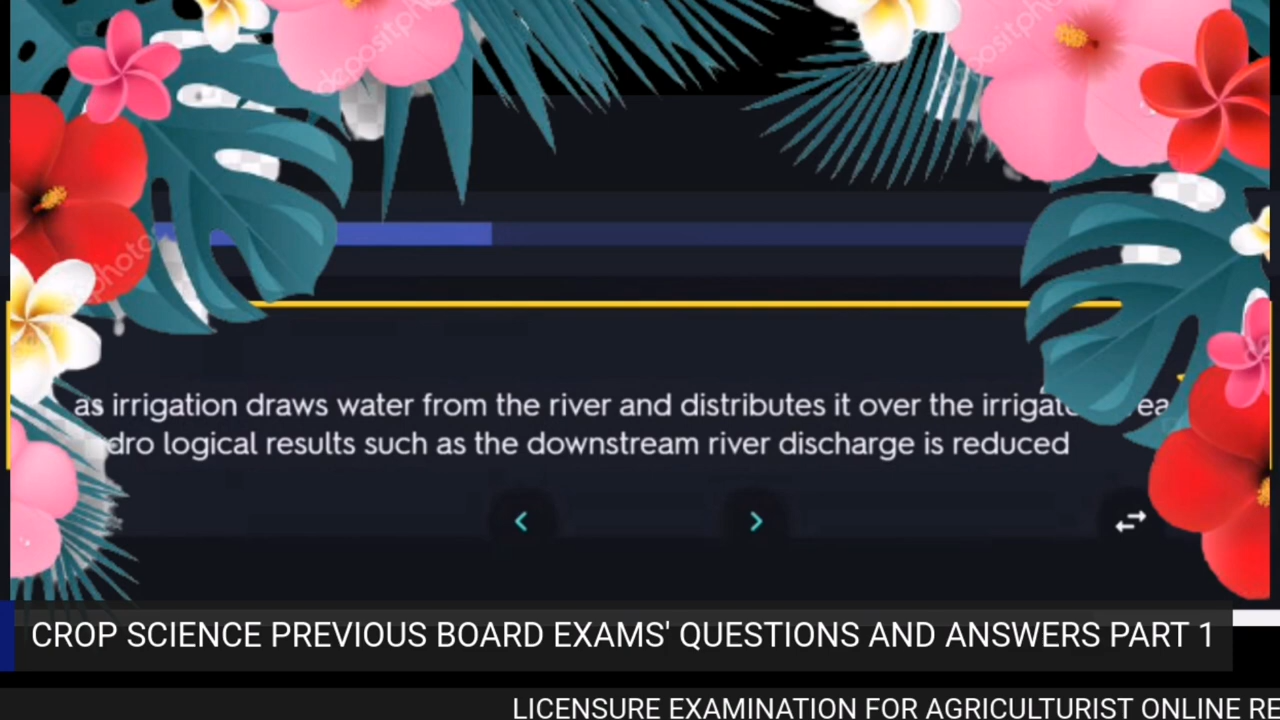 as irrigation draws water from the river and distributes it over the
dro logical results such as the downstream river discharge is reduced
CROP SCIENCE PREVIOUS BOARD EXAMS' QUESTIONS AND ANSWERS PART 1
LICENSURE EXAMINATION FOR AGRICULTURIST ONLINE RE